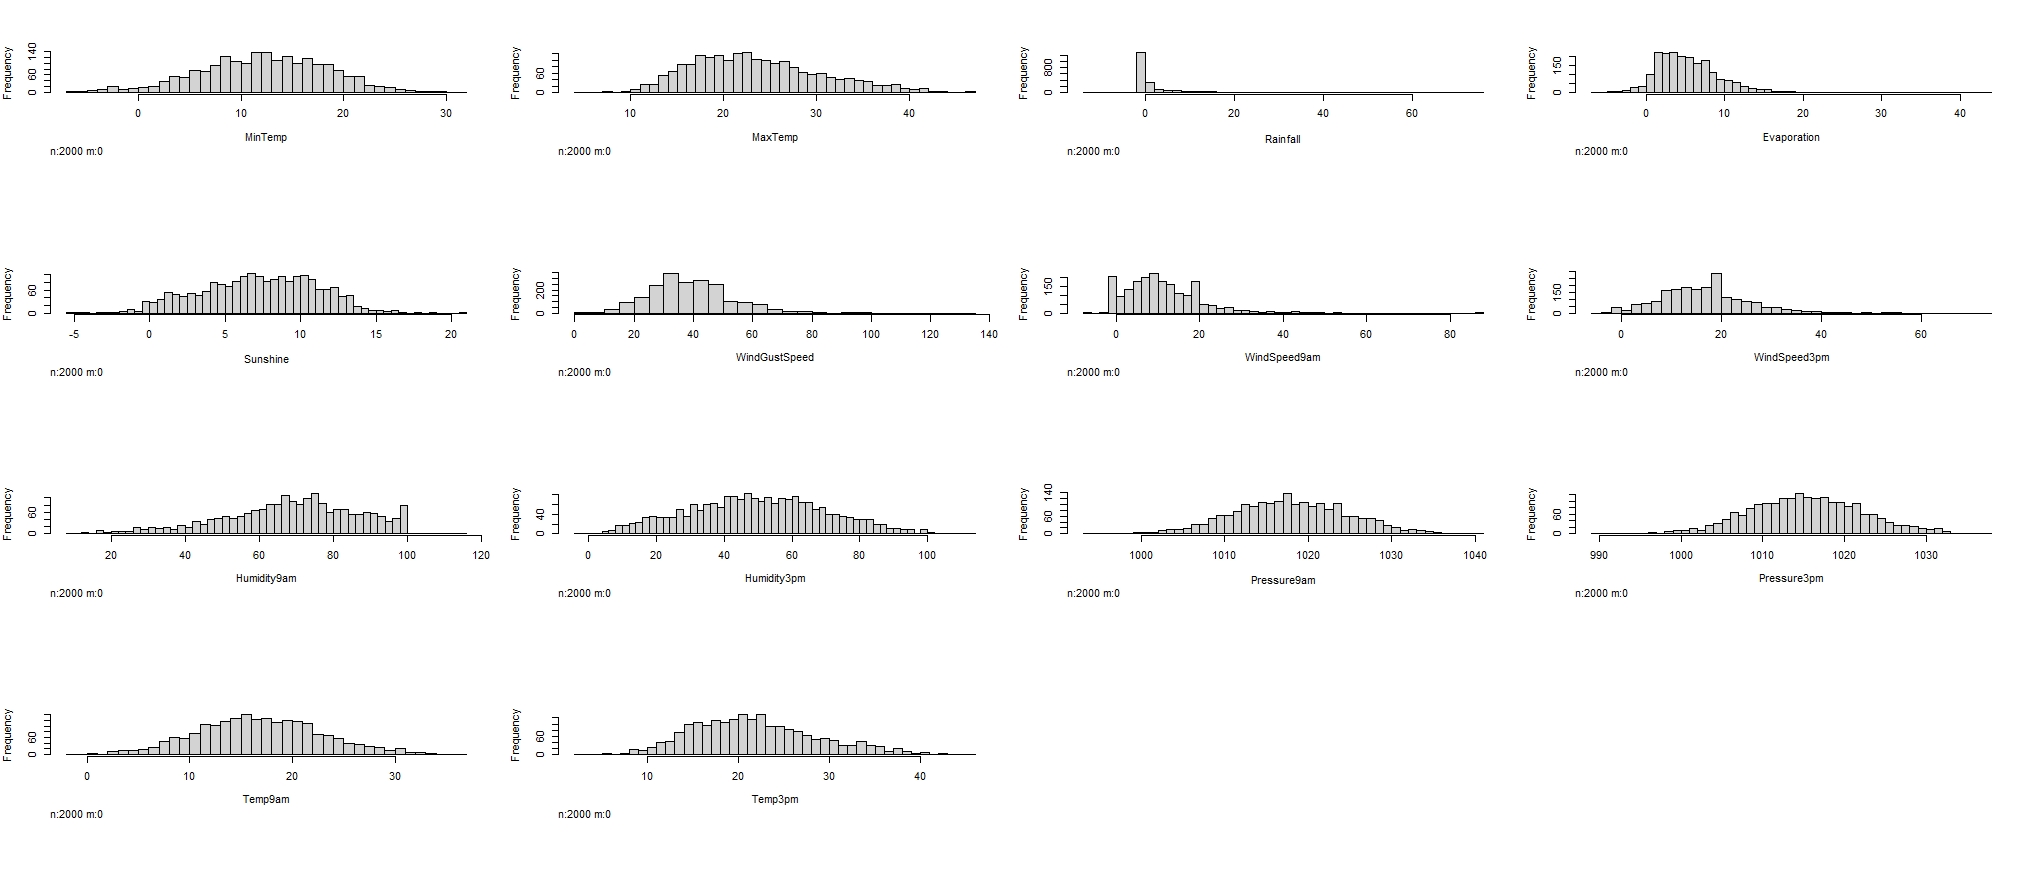 Frequency
0 60 140
0 10 20 30
MinTemp
n:2000 m:0
Frequency
0 60
10 20 30 40
MaxTemp
n:2000 m:0
Frequency
0 800
0 20 40 60
Rainfall
n:2000 m:0
Frequency
0 150
0 10 20 30 40
Evaporation
n:2000 m:0
Frequency
0 60
-5 0 5 10 15 20
Sunshine
n:2000 m:0
Frequency
0 200
0 20 40 60 80 100 120 140
WindGustSpeed
n:2000 m:0
Frequency
0 150
0 20 40 60 80
WindSpeed9am
n:2000 m:0
Frequency
0 150
0 20 40 60
WindSpeed3pm
n:2000 m:0
Frequency
0 60
20 40 60 80 100 120
Humidity9am
n:2000 m:0
Frequency
0 40
0 20 40 60 80 100
Humidity3pm
n:2000 m:0
Frequency
0 60 140
1000 1010 1020 1030 1040
Pressure9am
n:2000 m:0
Frequency
0 60
990 1000 1010 1020 1030
Pressure3pm
n:2000 m:0
Frequency
0 60
0 10 20 30
Temp9am
n:2000 m:0
Frequency
0 60
10 20 30 40
Temp3pm
n:2000 m:0